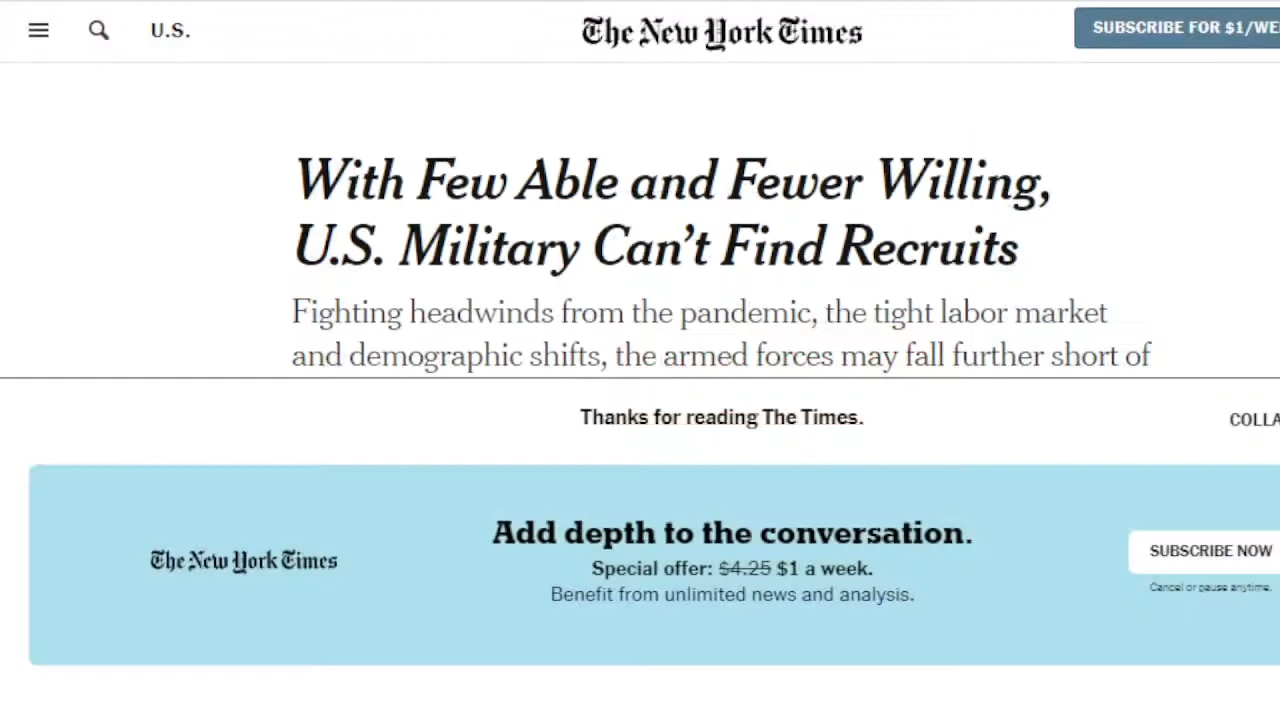 U.S.
The New York Times
SUBSCRIBE FOR $1/WE
With Few Able and Fewer Willing,
U.S. Military Can't Find Recruits
Fighting headwinds from the pandemic, the tight labor market
and demographic shifts, the armed forces may fall further short of
Thanks for reading The Times.
COLLA
The New York Times
Add depth to the conversation.
Special offer: $4.25 $1 a week.
Benefit from unlimited news and analysis.
SUBSCRIBE NOW
Cancel or pause anytime.